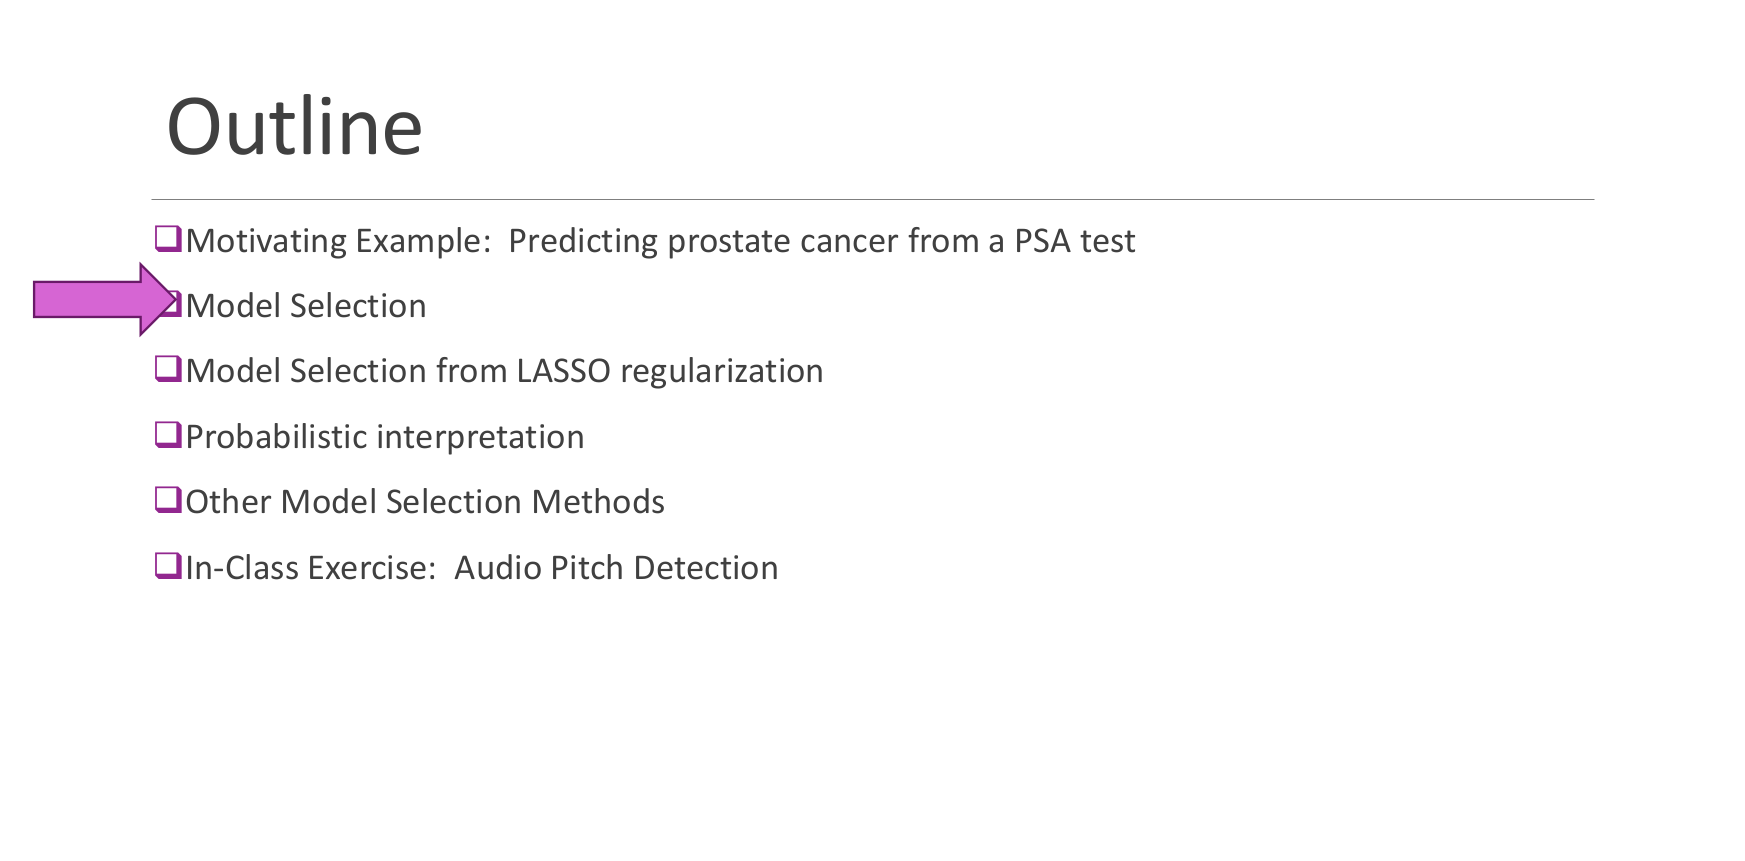 Outline
Motivating Example:  Predicting prostate cancer from a PSA test
Model Selection
Model Selection from LASSO regularization
Probabilistic interpretation
Other Model Selection Methods
In-Class Exercise:  Audio Pitch Detection